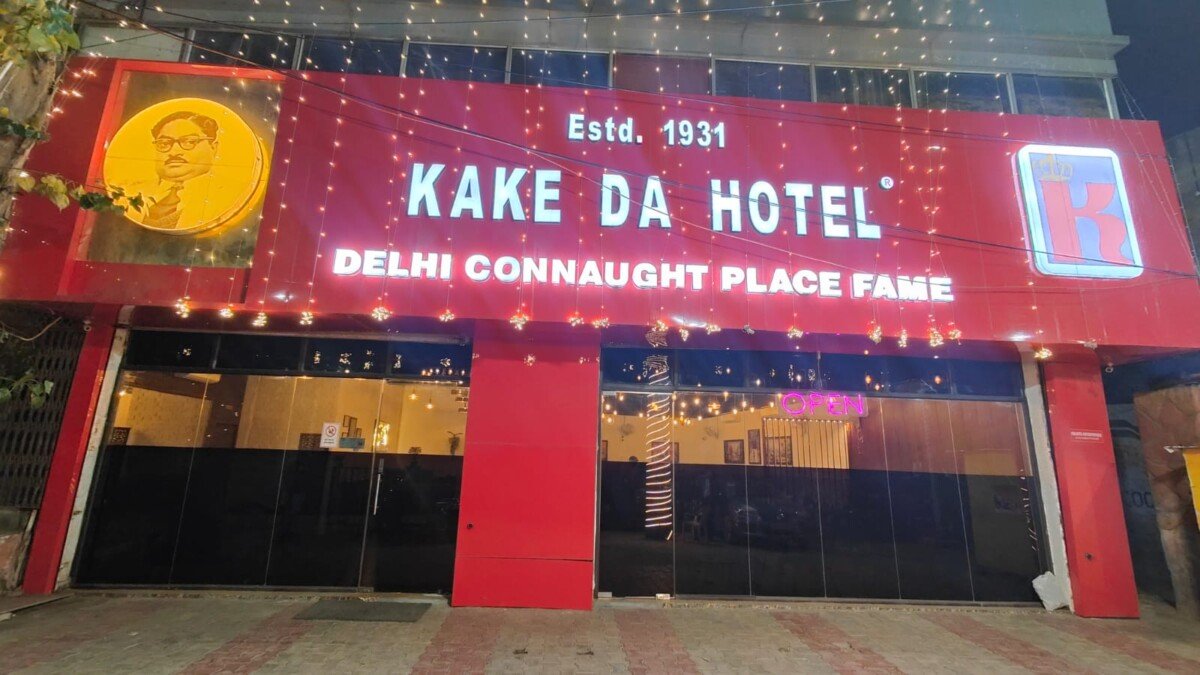 Estd. 1931
KAKE DA HOTEL®
DELHI CONNAUGHT PLACE FAME
K
OPEN